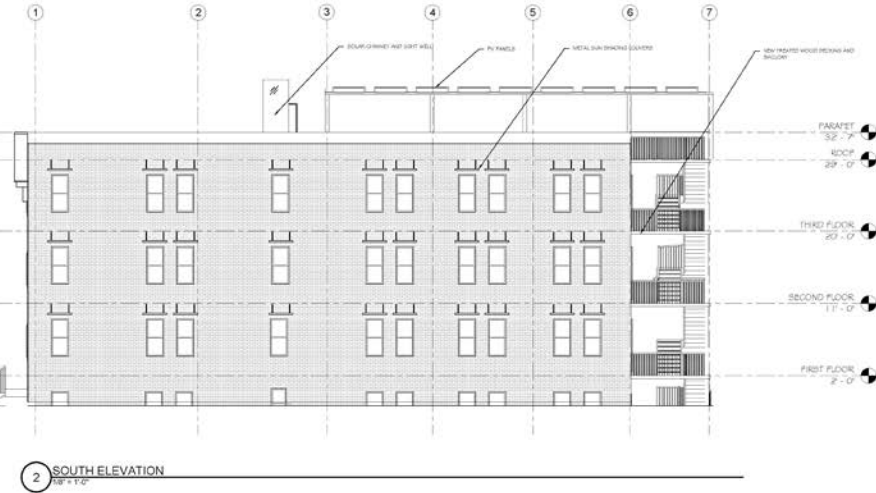 1 2 3 4 5 6 7
SOLAR CHIMNEY AND LIGHT WELL
PV PANELS
METAL SUN SHADING LOUVERS
NEW TREATED WOOD DECKING AND
BALCONY
PARAPET
32' - 7"
ROOF
29' - 0"
THIRD FLOOR
20' - 0"
SECOND FLOOR
11' - 0"
FIRST FLOOR
2' - 0"
2
SOUTH ELEVATION
1/8" = 1'-0"